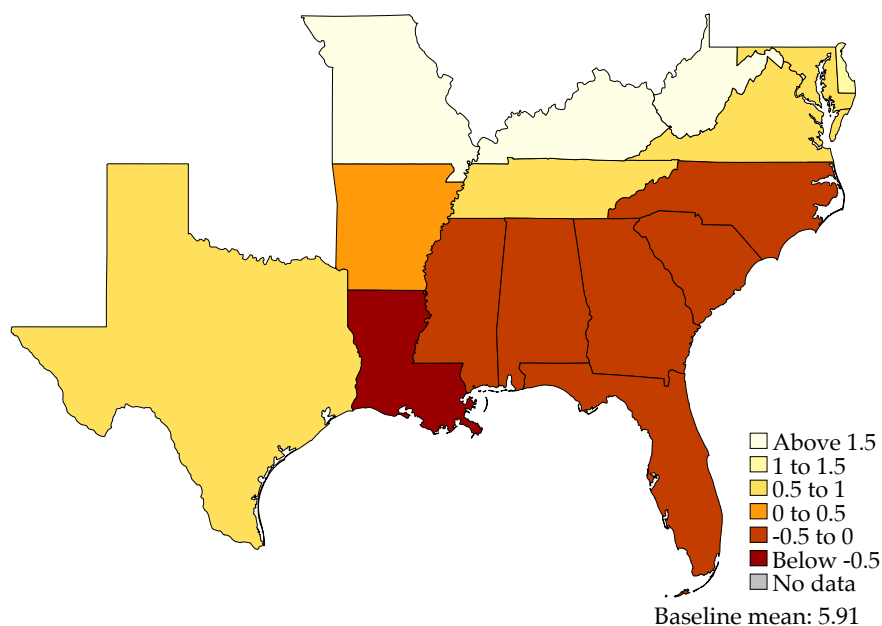 Above 1.5
1 to 1.5
0.5 to 1
0 to 0.5
-0.5 to 0
Below -0.5
No data
Baseline mean: 5.91